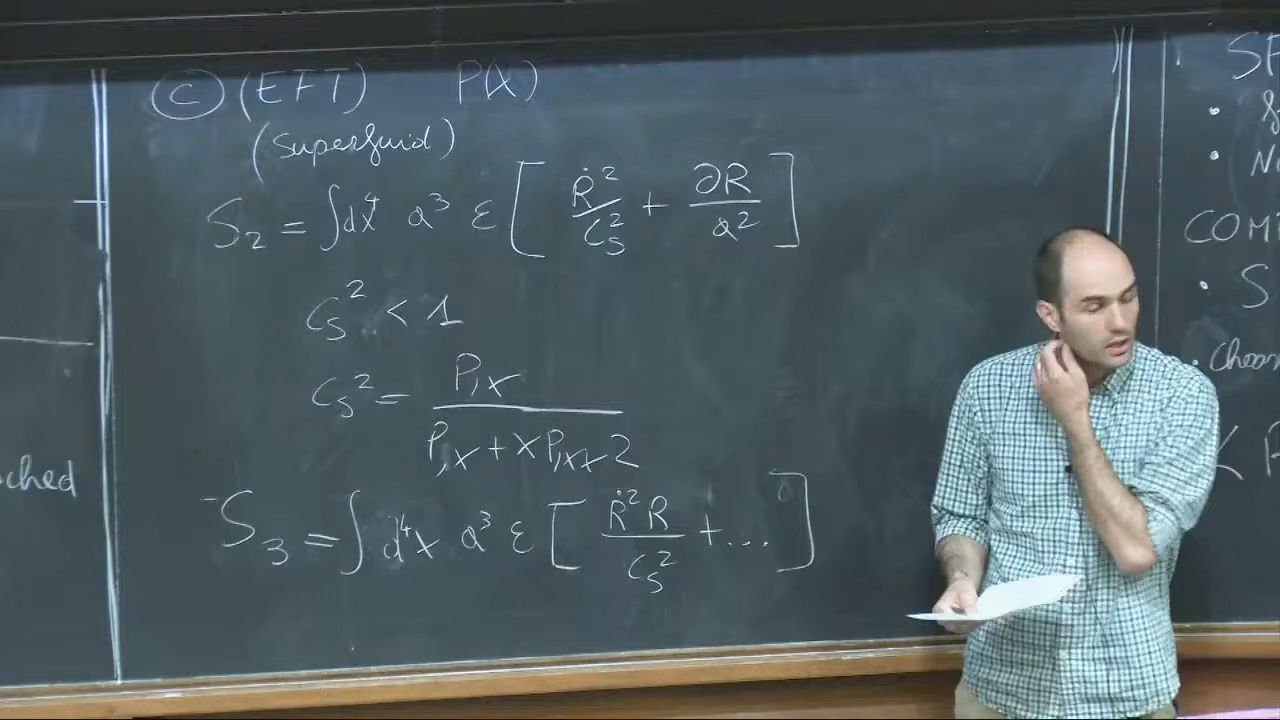 ⓒ (EFT) P(X)
(Superfluid)
S₂ = ∫d⁴x a³ ε [ Ṙ²/C_S² + ∂R/a² ]
C_S² < 1
C_S² = P,x / P,x + x P,xx 2
S₃ = ∫ d⁴x a³ ε [ Ṙ²R/C_S² + ... ]
ched
COM
• S